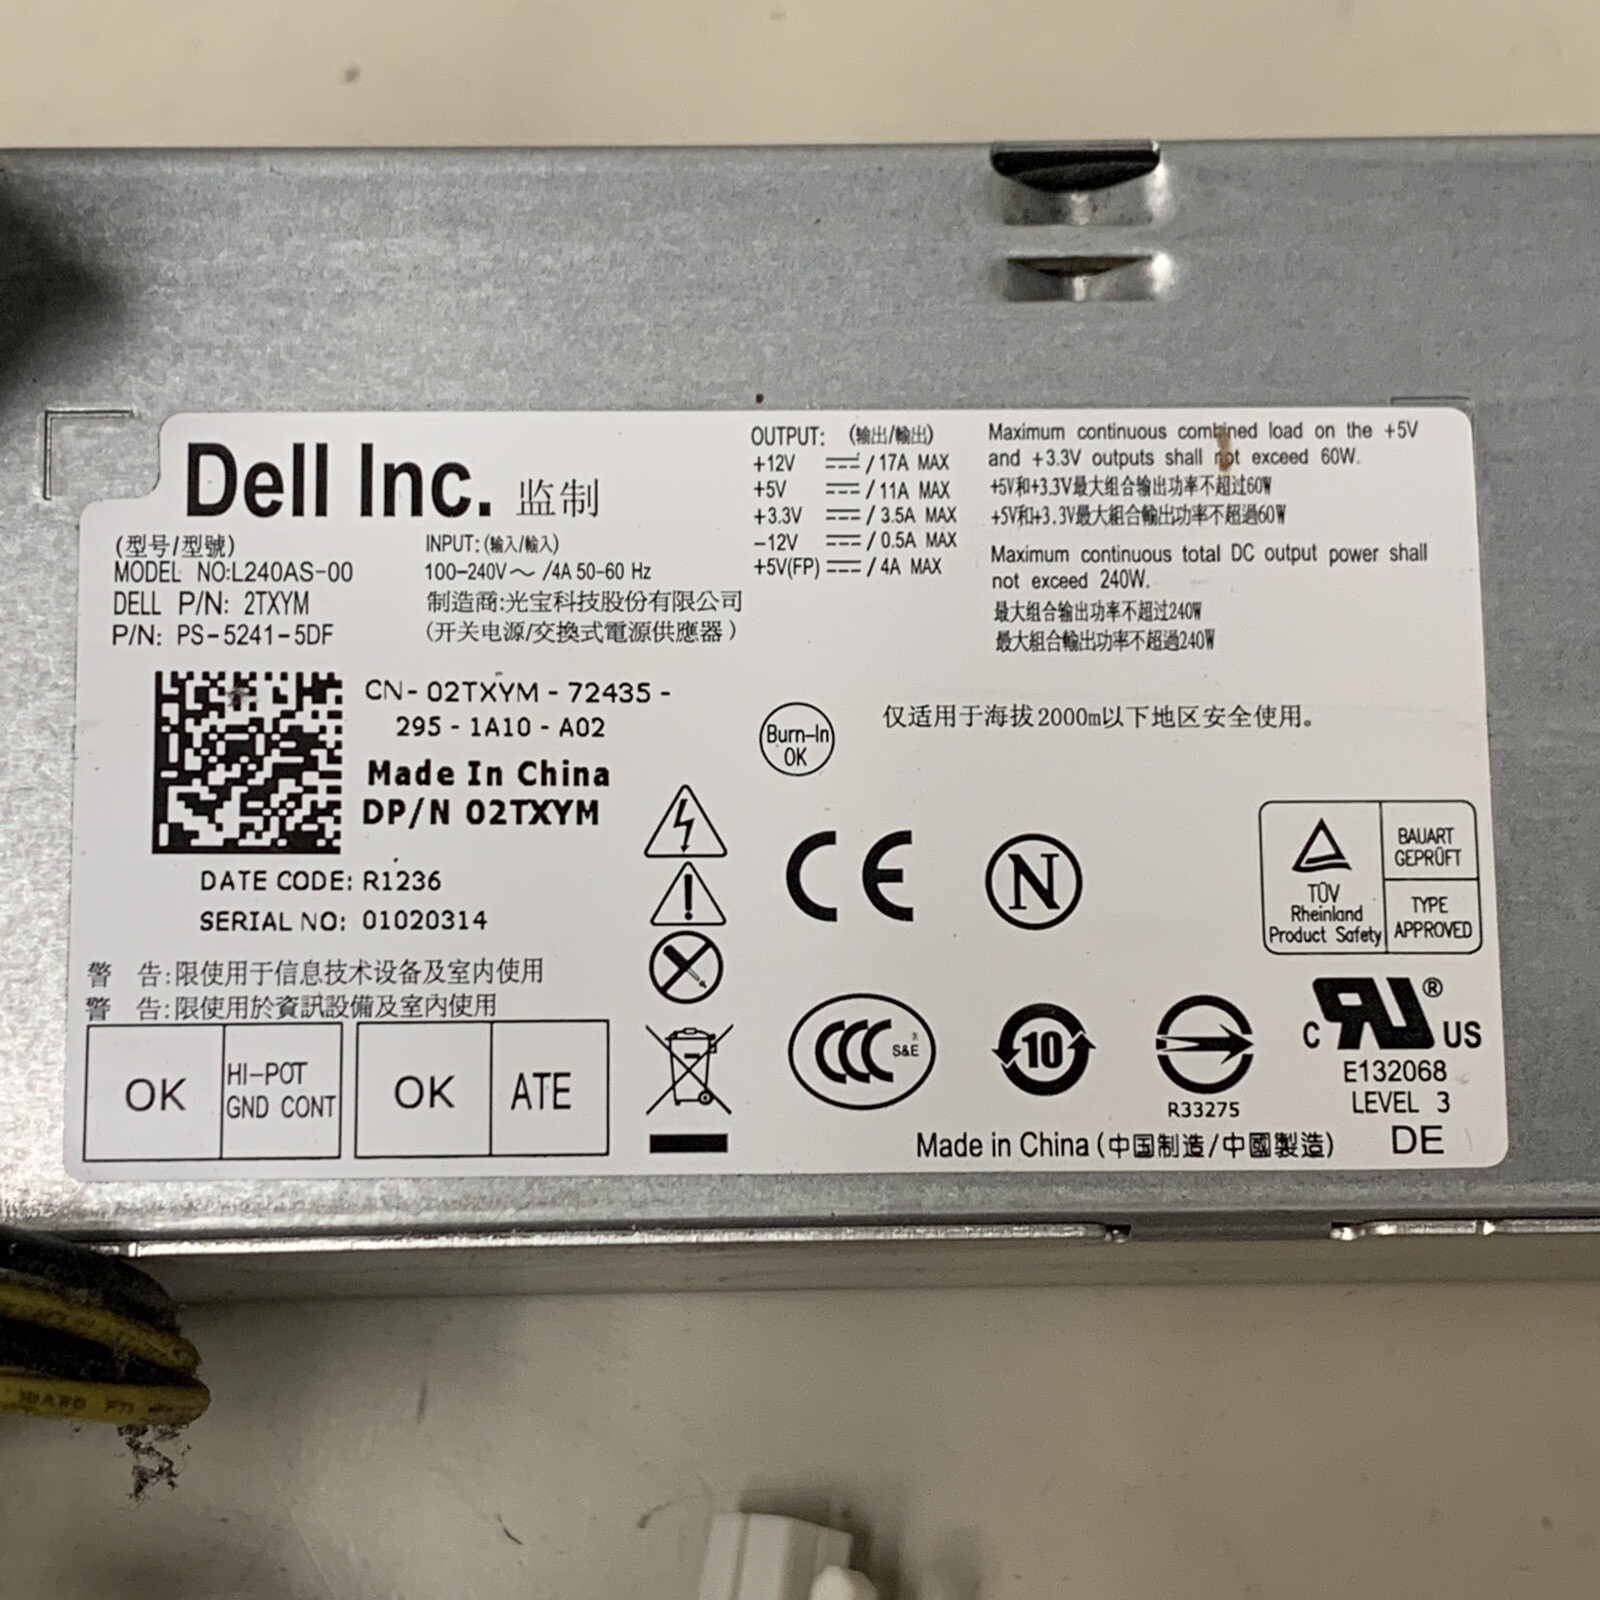 Dell Inc. 监制
(型号/型號)
MODEL NO:L240AS-00
DELL P/N: 2TXYM
P/N: PS-5241-5DF
INPUT: (输入/輸入)
100-240V～ /4A 50-60 Hz
制造商:光宝科技股份有限公司
(开关电源/交換式電源供應器)
OUTPUT: (输出/輸出)
+12V ⎓ / 17A MAX
+5V ⎓ / 11A MAX
+3.3V ⎓ / 3.5A MAX
-12V ⎓ / 0.5A MAX
+5V(FP) ⎓ / 4A MAX
Maximum continuous combined load on the +5V
and +3.3V outputs shall not exceed 60W.
+5V和+3.3V最大组合输出功率不超过60W
+5V和+3.3V最大組合輸出功率不超過60W
Maximum continuous total DC output power shall
not exceed 240W.
最大组合输出功率不超过240W
最大組合輸出功率不超過240W
CN- 02TXYM - 72435 -
295 - 1A10 - A02
Made In China
DP/N 02TXYM
DATE CODE: R1236
SERIAL NO: 01020314
Burn-In
OK
仅适用于海拔2000m以下地区安全使用。
警 告:限使用于信息技术设备及室内使用
警 告:限使用於資訊設備及室內使用
OK
HI-POT
GND CONT
OK
ATE
CE
N
TÜV
Rheinland
Product Safety
BAUART
GEPRÜFT
TYPE
APPROVED
CCC S&E
10
R33275
C RU® US
E132068
LEVEL 3
DE
Made in China (中国制造/中國製造)